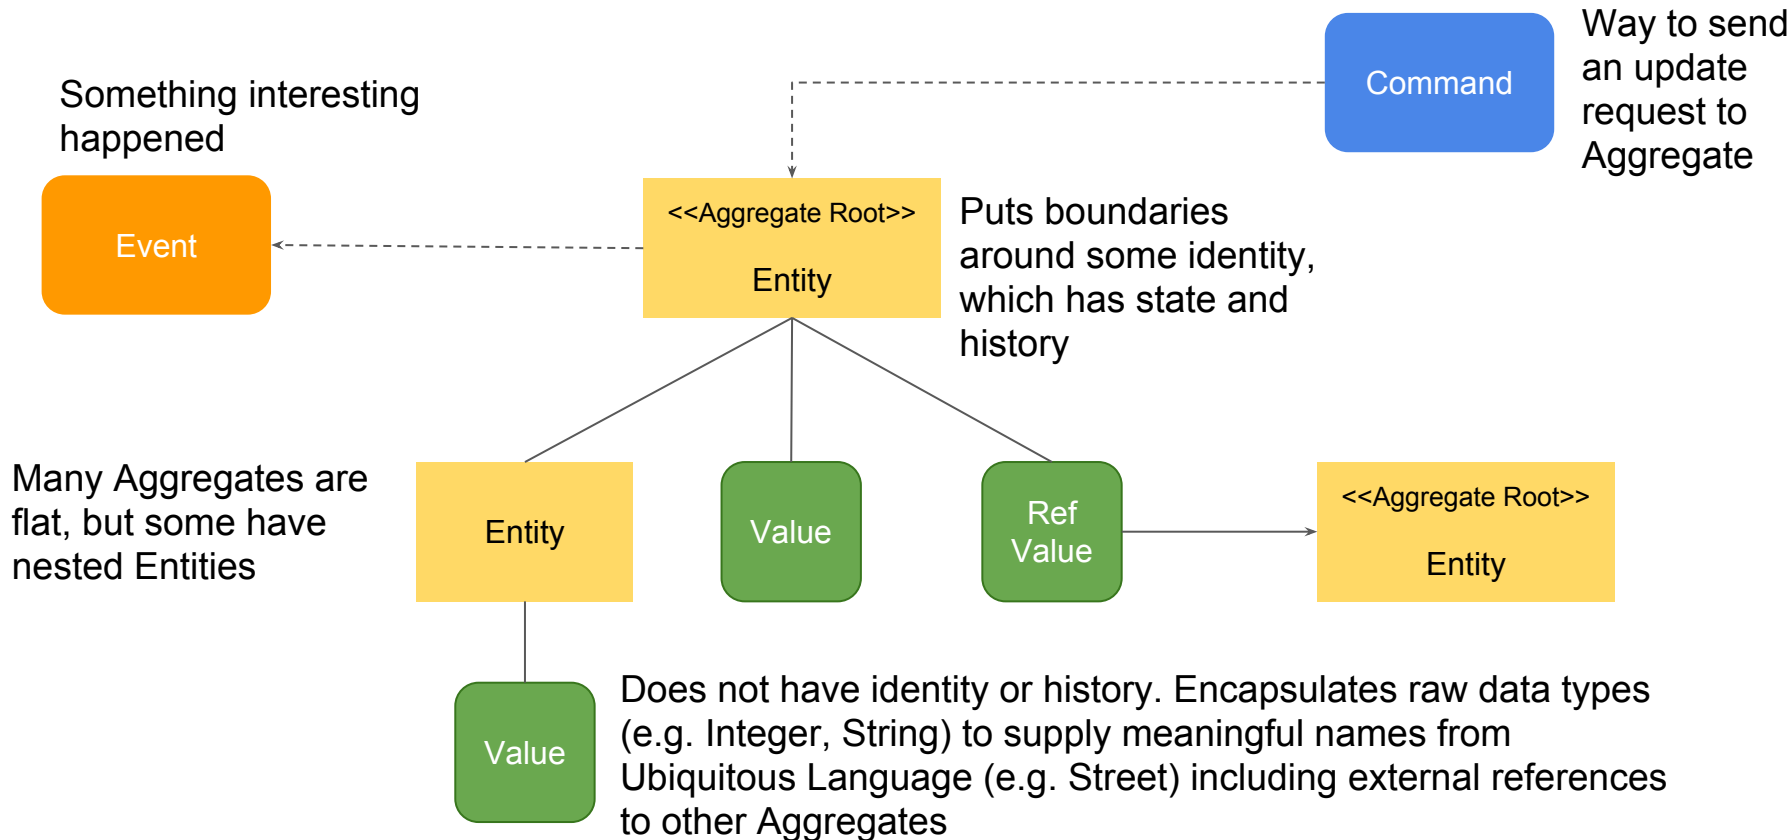 Way to send
an update
request to
Aggregate
Command
Something interesting
happened
Event
<<Aggregate Root>>
Entity
Puts boundaries
around some identity,
which has state and
history
Many Aggregates are
flat, but some have
nested Entities
Entity
Value
Ref
Value
<<Aggregate Root>>
Entity
Value
Does not have identity or history. Encapsulates raw data types
(e.g. Integer, String) to supply meaningful names from
Ubiquitous Language (e.g. Street) including external references
to other Aggregates